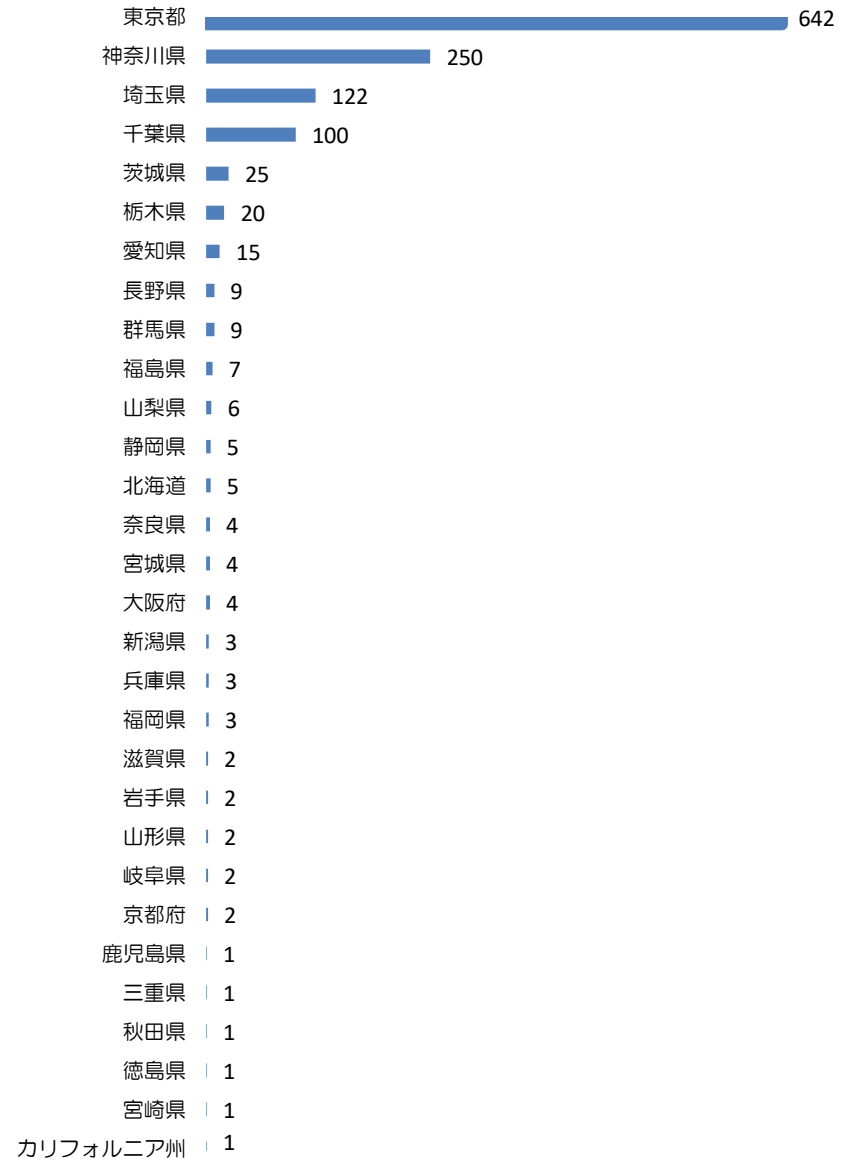 東京都 642
神奈川県 250
埼玉県 122
千葉県 100
茨城県 25
栃木県 20
愛知県 15
長野県 9
群馬県 9
福島県 7
山梨県 6
静岡県 5
北海道 5
奈良県 4
宮城県 4
大阪府 4
新潟県 3
兵庫県 3
福岡県 3
滋賀県 2
岩手県 2
山形県 2
岐阜県 2
京都府 2
鹿児島県 1
三重県 1
秋田県 1
徳島県 1
宮崎県 1
カリフォルニア州 1